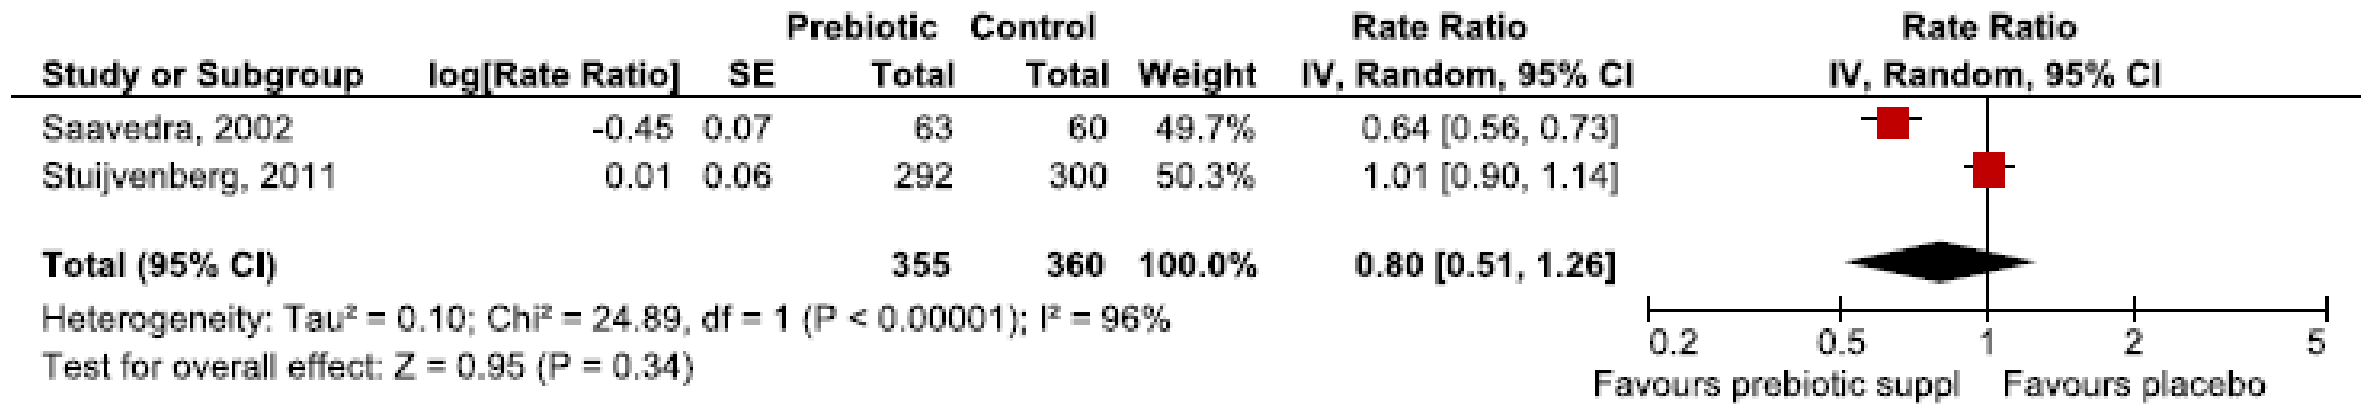 Prebiotic Control Rate Ratio Rate Ratio
Study or Subgroup log[Rate Ratio] SE Total Total Weight IV, Random, 95% CI IV, Random, 95% CI
Saavedra, 2002 -0.45 0.07 63 60 49.7% 0.64 [0.56, 0.73]
Stuijvenberg, 2011 0.01 0.06 292 300 50.3% 1.01 [0.90, 1.14]
Total (95% CI) 355 360 100.0% 0.80 [0.51, 1.26]
Heterogeneity: Tau² = 0.10; Chi² = 24.89, df = 1 (P < 0.00001); I² = 96%
Test for overall effect: Z = 0.95 (P = 0.34)
0.2 0.5 1 2 5
Favours prebiotic suppl Favours placebo